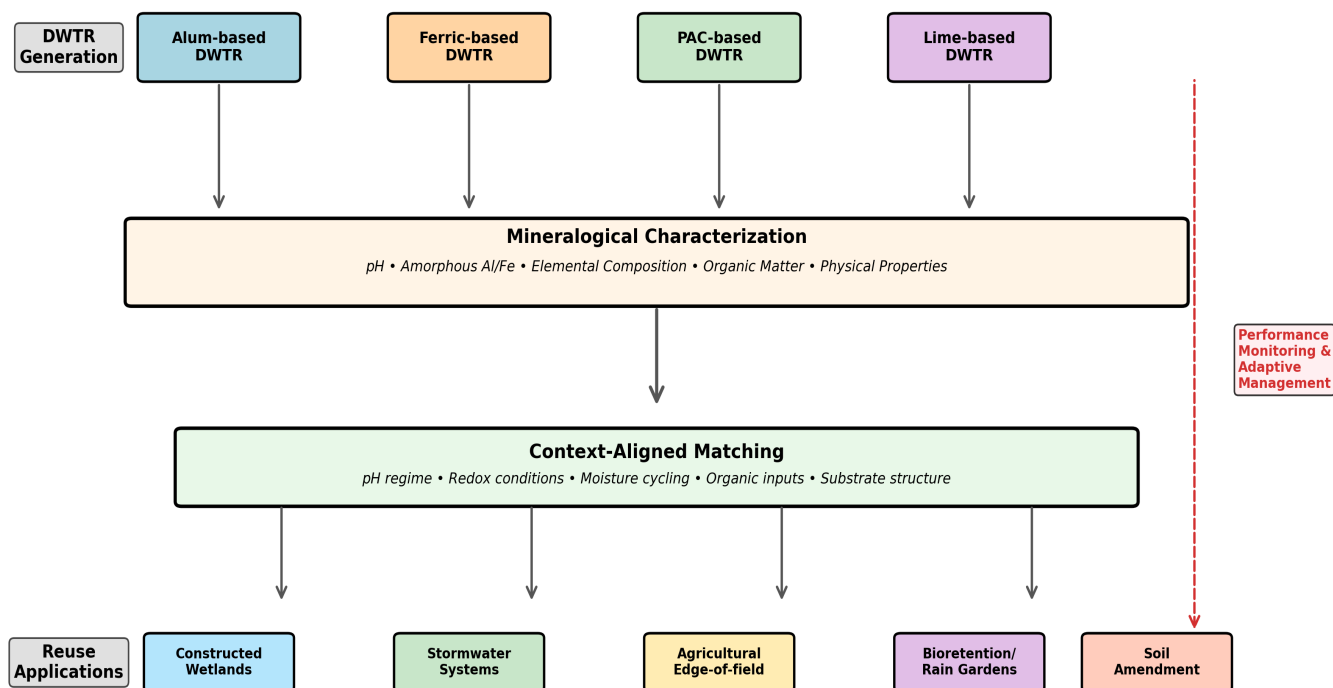 DWTR
Generation
Alum-based
DWTR
Ferric-based
DWTR
PAC-based
DWTR
Lime-based
DWTR
Mineralogical Characterization
pH • Amorphous Al/Fe • Elemental Composition • Organic Matter • Physical Properties
Performance
Monitoring &
Adaptive
Management
Context-Aligned Matching
pH regime • Redox conditions • Moisture cycling • Organic inputs • Substrate structure
Reuse
Applications
Constructed
Wetlands
Stormwater
Systems
Agricultural
Edge-of-field
Bioretention/
Rain Gardens
Soil
Amendment